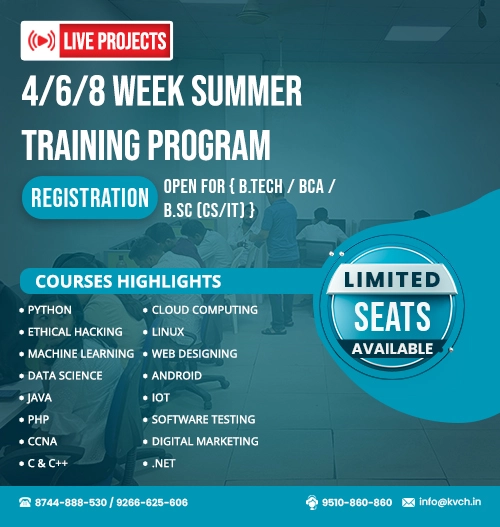 LIVE PROJECTS
4/6/8 WEEK SUMMER
TRAINING PROGRAM
REGISTRATION
OPEN FOR { B.TECH / BCA /
B.SC (CS/IT) }
COURSES HIGHLIGHTS
• PYTHON
• ETHICAL HACKING
• MACHINE LEARNING
• DATA SCIENCE
• JAVA
• PHP
• CCNA
• C & C++
• CLOUD COMPUTING
• LINUX
• WEB DESIGNING
• ANDROID
• IOT
• SOFTWARE TESTING
• DIGITAL MARKETING
• .NET
LIMITED
SEATS
AVAILABLE
8744-888-530 / 9266-625-606
9510-860-860
info@kvch.in